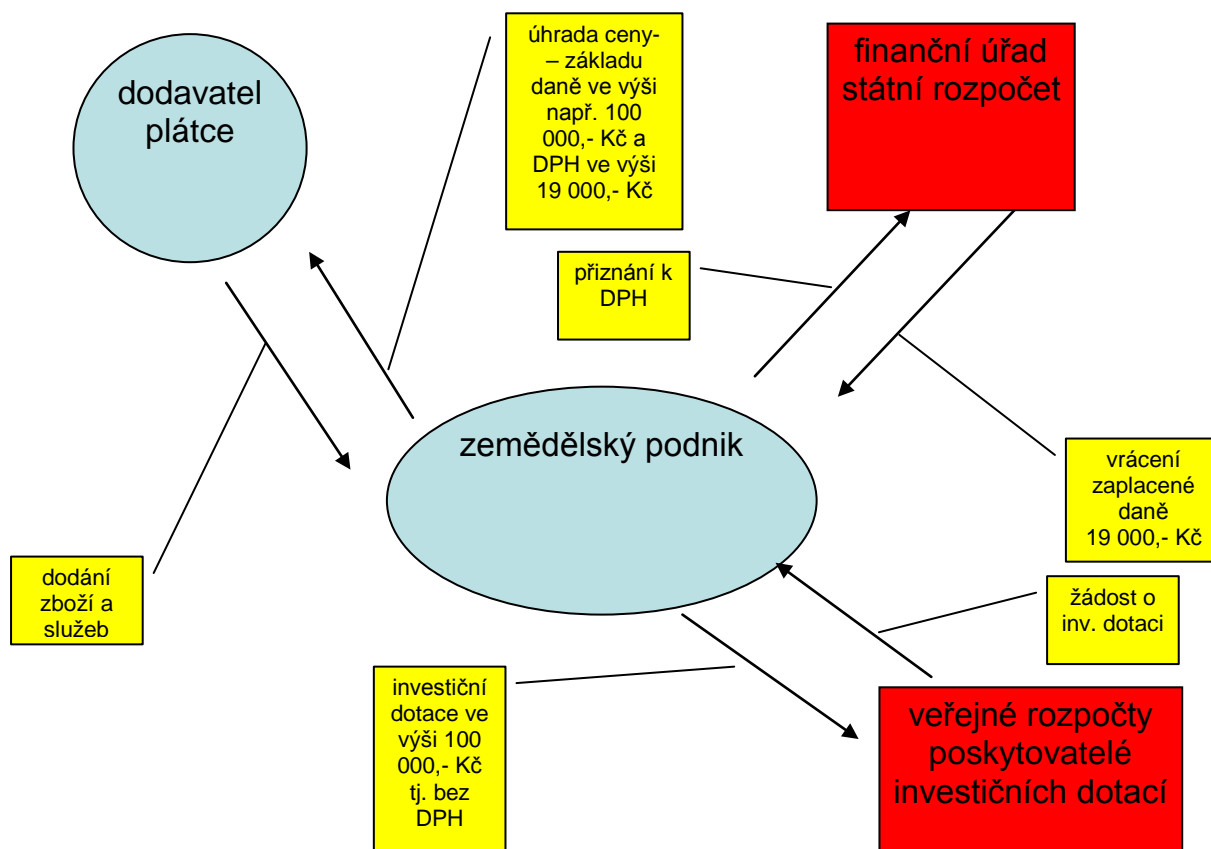 dodavatel
plátce
úhrada ceny-
– základu
daně ve výši
např. 100
000,- Kč a
DPH ve výši
19 000,- Kč
finanční úřad
státní rozpočet
přiznání k
DPH
zemědělský podnik
vrácení
zaplacené
daně
19 000,- Kč
dodání
zboží a
služeb
žádost o
inv. dotaci
investiční
dotace ve
výši 100
000,- Kč
tj. bez
DPH
veřejné rozpočty
poskytovatelé
investičních dotací